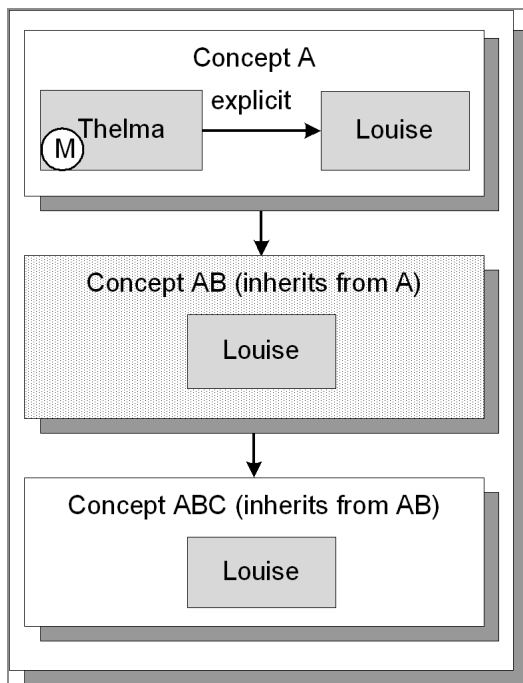 Concept A
explicit
Thelma
Louise
M
Concept AB (inherits from A)
Louise
Concept ABC (inherits from AB)
Louise